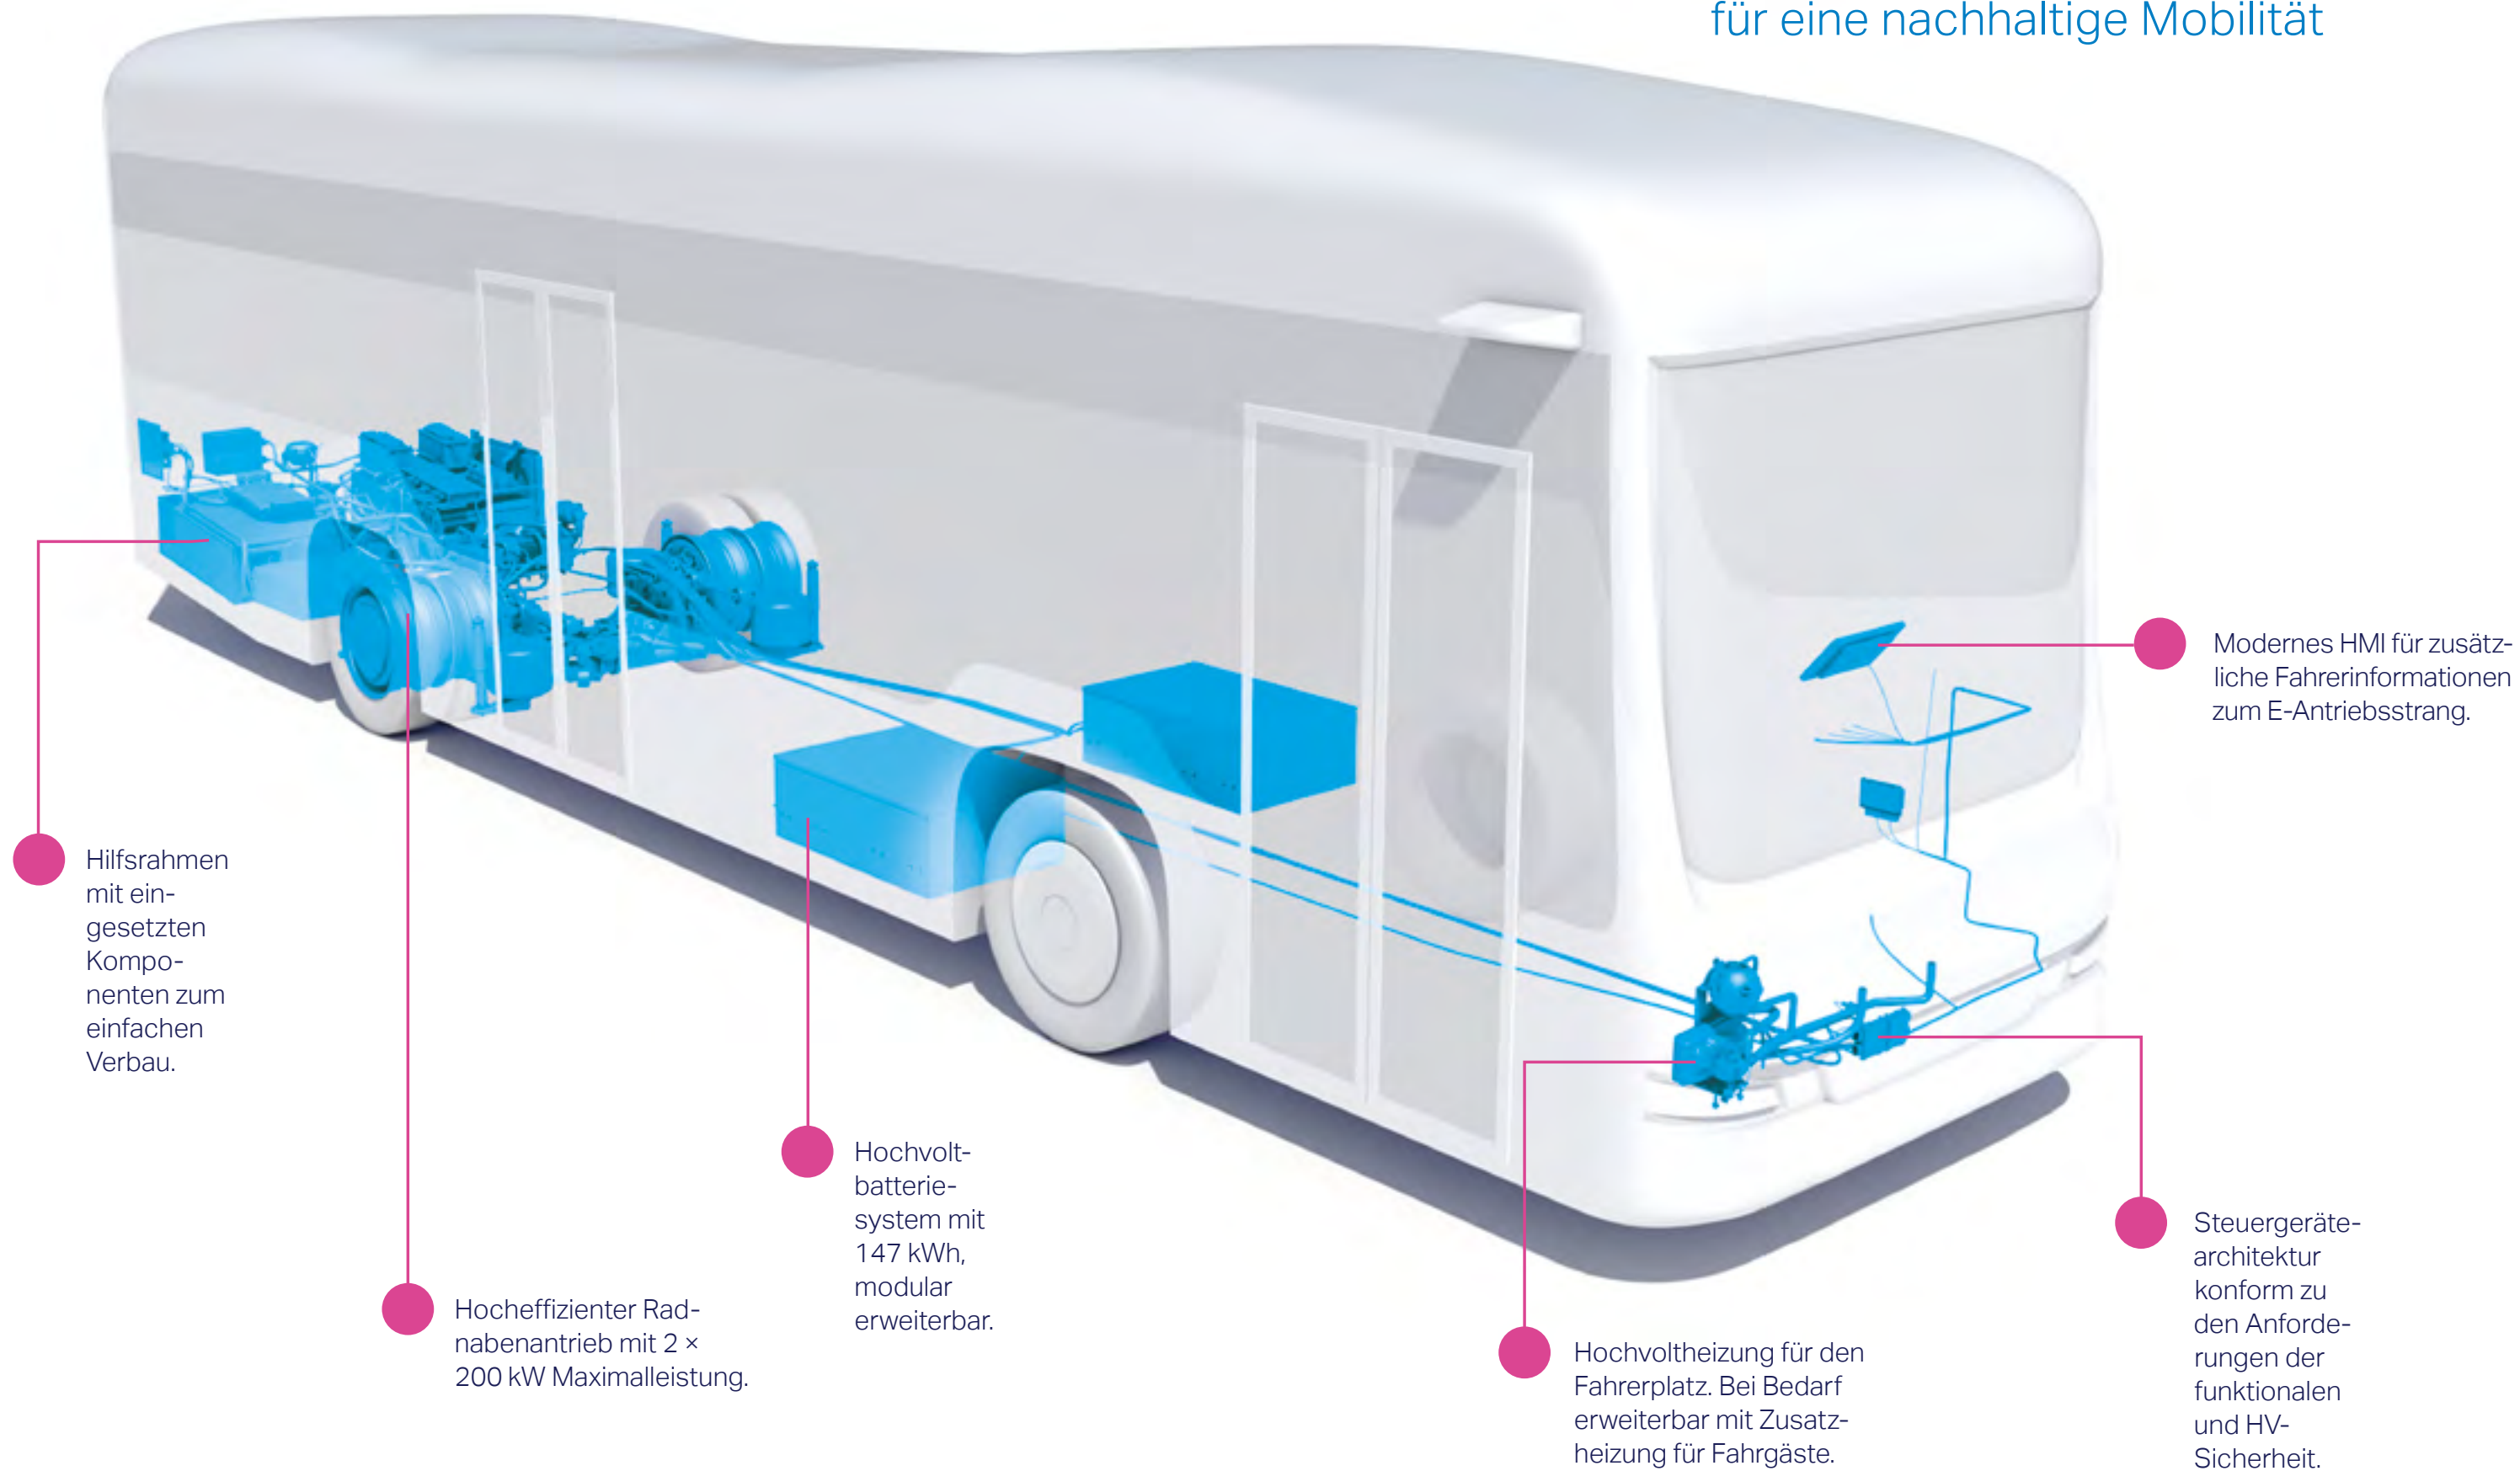 für eine nachhaltige Mobilität
Modernes HMI für zusätz-
liche Fahrerinformationen
zum E-Antriebsstrang.
Hilfsrahmen
mit ein-
gesetzten
Kompo-
nenten zum
einfachen
Verbau.
Hochvolt-
batterie-
system mit
147 kWh,
modular
erweiterbar.
Hocheffizienter Rad-
nabenantrieb mit 2 ×
200 kW Maximalleistung.
Hochvoltheizung für den
Fahrerplatz. Bei Bedarf
erweiterbar mit Zusatz-
heizung für Fahrgäste.
Steuergeräte-
architektur
konform zu
den Anforde-
rungen der
funktionalen
und HV-
Sicherheit.